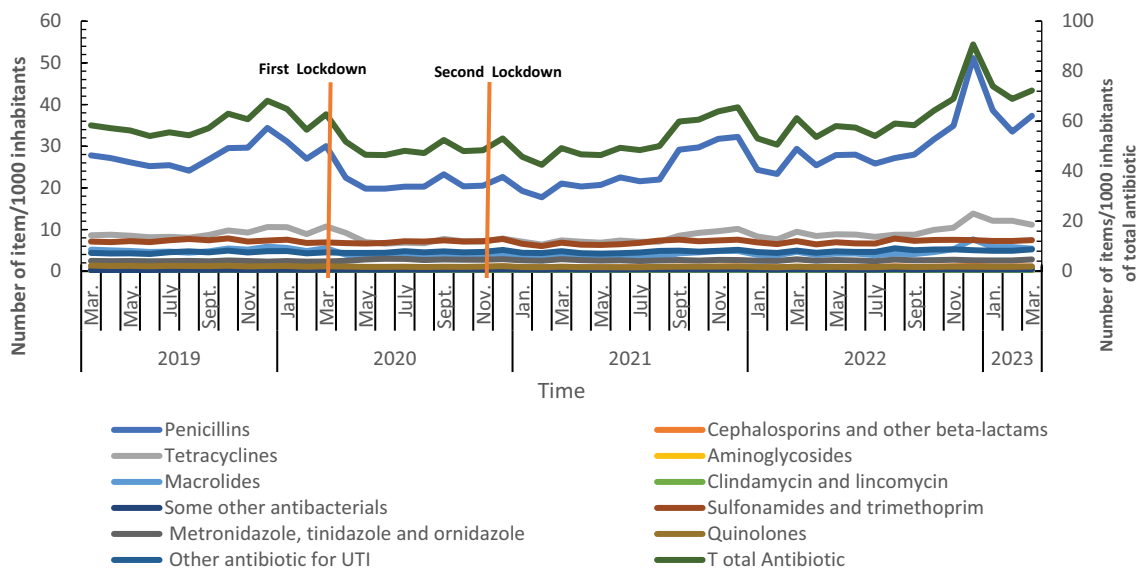 Number of item/1000 inhabitants
60
50
40
30
20
10
0
First Lockdown
Second Lockdown
100
80
60
40
20
0
Number of items/1000 inhabitants
of total antibiotic
Mar. May. July Sept. Nov. Jan. Mar. May. July Sept. Nov. Jan. Mar. May. July Sept. Nov. Jan. Mar. May. July Sept. Nov. Jan. Mar.
2019 2020 2021 2022 2023
Time
Penicillins Cephalosporins and other beta-lactams
Tetracyclines Aminoglycosides
Macrolides Clindamycin and lincomycin
Some other antibacterials Sulfonamides and trimethoprim
Metronidazole, tinidazole and ornidazole Quinolones
Other antibiotic for UTI T otal Antibiotic